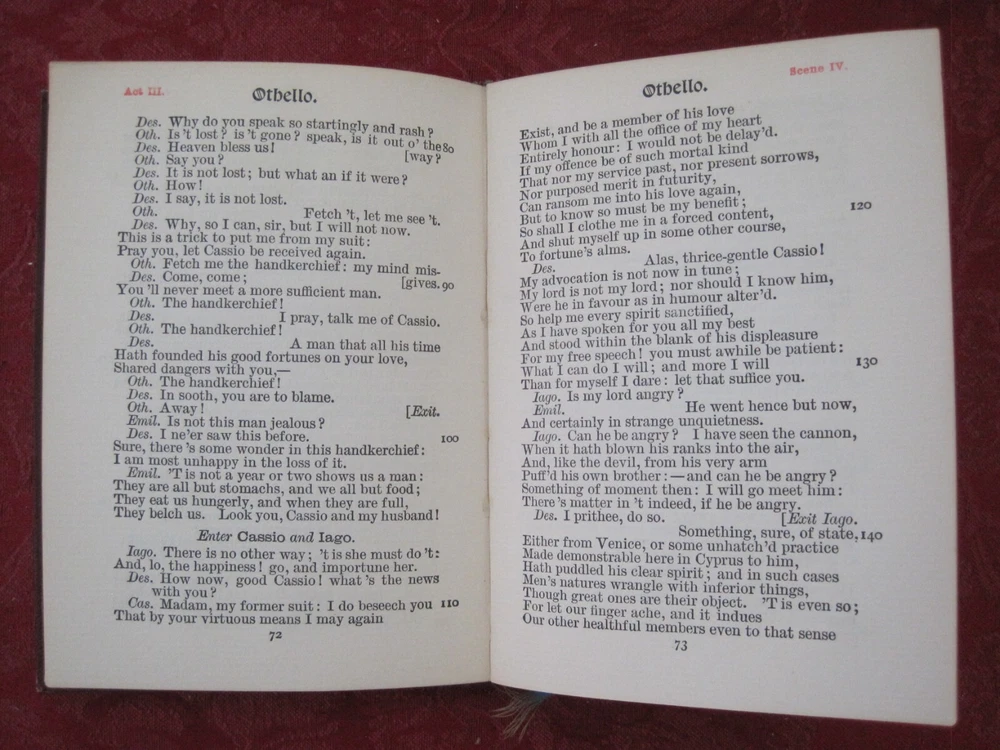 Act III.
Othello.
Des. Why do you speak so startingly and rash?
Oth. Is 't lost? is 't gone? speak, is it out o' the 80
Des. Heaven bless us! [way?
Oth. Say you?
Des. It is not lost; but what an if it were?
Oth. How!
Des. I say, it is not lost.
Oth. Fetch 't, let me see 't.
Des. Why, so I can, sir, but I will not now.
This is a trick to put me from my suit:
Pray you, let Cassio be received again.
Oth. Fetch me the handkerchief: my mind mis-
Des. Come, come; [gives. 90
You 'll never meet a more sufficient man.
Oth. The handkerchief!
Des. I pray, talk me of Cassio.
Oth. The handkerchief!
Des. A man that all his time
Hath founded his good fortunes on your love,
Shared dangers with you,—
Oth. The handkerchief!
Des. In sooth, you are to blame.
Oth. Away! [Exit.
Emil. Is not this man jealous?
Des. I ne'er saw this before. 100
Sure, there 's some wonder in this handkerchief:
I am most unhappy in the loss of it.
Emil. 'T is not a year or two shows us a man:
They are all but stomachs, and we all but food;
They eat us hungerly, and when they are full,
They belch us. Look you, Cassio and my husband!
Enter Cassio and Iago.
Iago. There is no other way; 't is she must do 't:
And, lo, the happiness! go, and importune her.
Des. How now, good Cassio! what 's the news
with you?
Cas. Madam, my former suit: I do beseech you 110
That by your virtuous means I may again
72
Scene IV.
Othello.
Exist, and be a member of his love
Whom I with all the office of my heart
Entirely honour: I would not be delay'd.
If my offence be of such mortal kind
That nor my service past, nor present sorrows,
Nor purposed merit in futurity,
Can ransom me into his love again,
But to know so must be my benefit; 120
So shall I clothe me in a forced content,
And shut myself up in some other course,
To fortune's alms.
Des. Alas, thrice-gentle Cassio!
My advocation is not now in tune;
My lord is not my lord; nor should I know him,
Were he in favour as in humour alter'd.
So help me every spirit sanctified,
As I have spoken for you all my best
And stood within the blank of his displeasure
For my free speech! you must awhile be patient:
What I can do I will; and more I will 130
Than for myself I dare: let that suffice you.
Iago. Is my lord angry?
Emil. He went hence but now,
And certainly in strange unquietness.
Iago. Can he be angry? I have seen the cannon,
When it hath blown his ranks into the air,
And, like the devil, from his very arm
Puff'd his own brother:—and can he be angry?
Something of moment then: I will go meet him:
There's matter in 't indeed, if he be angry.
Des. I prithee, do so. [Exit Iago.
Something, sure, of state, 140
Either from Venice, or some unhatch'd practice
Made demonstrable here in Cyprus to him,
Hath puddled his clear spirit; and in such cases
Men's natures wrangle with inferior things,
Though great ones are their object. 'T is even so;
For let our finger ache, and it indues
Our other healthful members even to that sense
73